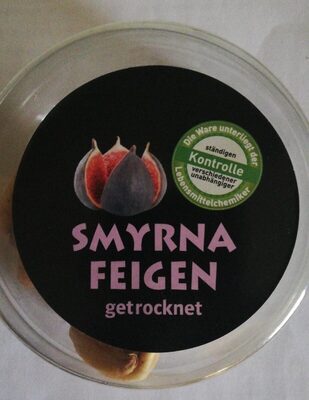 Die Ware unterliegt der
ständigen
Kontrolle
verschiedener
unabhängiger
Lebensmittelchemiker
SMYRNA
FEIGEN
getrocknet